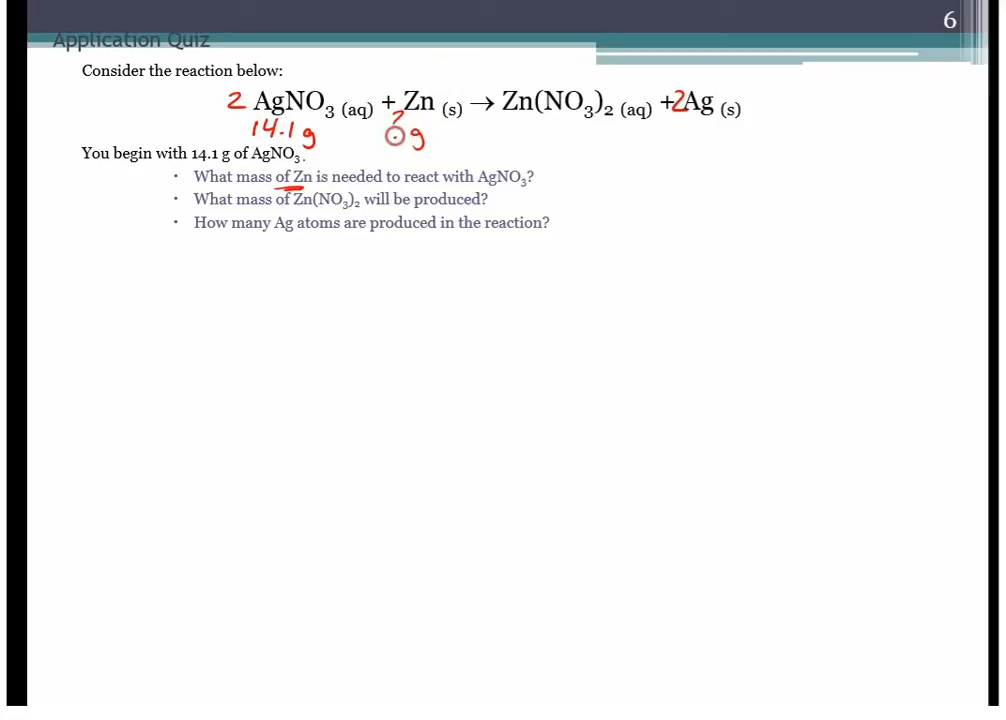 6
Application Quiz
Consider the reaction below:
2 AgNO3 (aq) + Zn (s) → Zn(NO3)2 (aq) +2Ag (s)
14.1 g ? g
You begin with 14.1 g of AgNO3.
• What mass of Zn is needed to react with AgNO3?
• What mass of Zn(NO3)2 will be produced?
• How many Ag atoms are produced in the reaction?